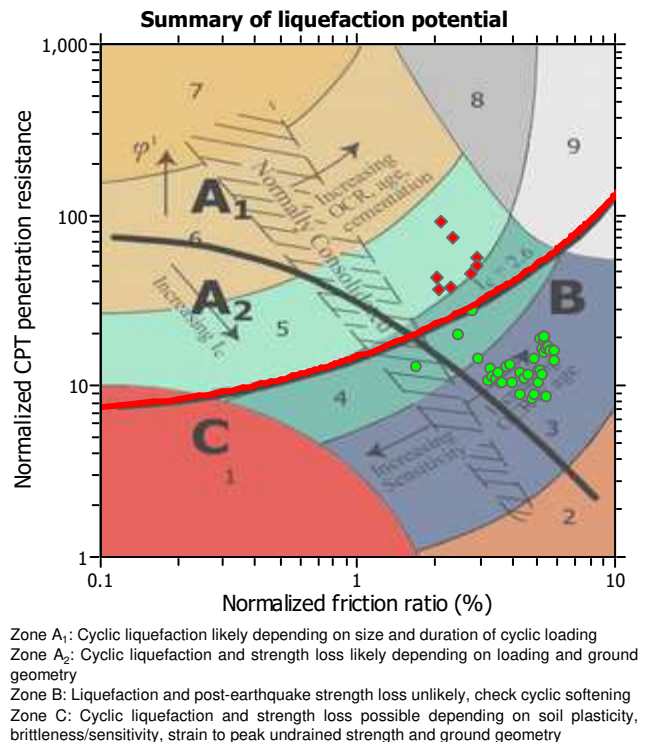 Summary of liquefaction potential
Normalized CPT penetration resistance
1,000
100
10
1
0.1
1
10
Normalized friction ratio (%)
7
8
9
φ'
A1
Normally Consolidated
Increasing
OCR, age,
cementation
6
A2
Increasing Ic
5
= 2.6
B
4
C
1
Increasing
Sensitivity
age
3
2
Zone A1: Cyclic liquefaction likely depending on size and duration of cyclic loading
Zone A2: Cyclic liquefaction and strength loss likely depending on loading and ground
geometry
Zone B: Liquefaction and post-earthquake strength loss unlikely, check cyclic softening
Zone C: Cyclic liquefaction and strength loss possible depending on soil plasticity,
brittleness/sensitivity, strain to peak undrained strength and ground geometry